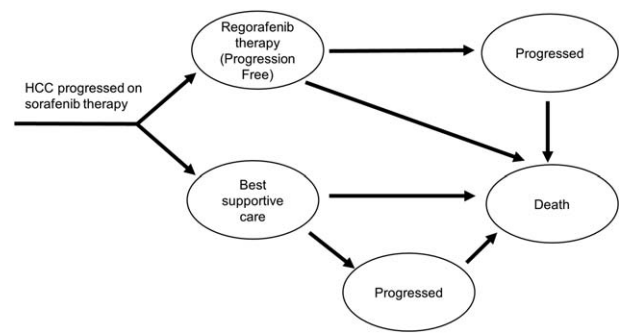 Regorafenib
therapy
(Progression
Free)
Progressed
HCC progressed on
sorafenib therapy
Best
supportive
care
Death
Progressed